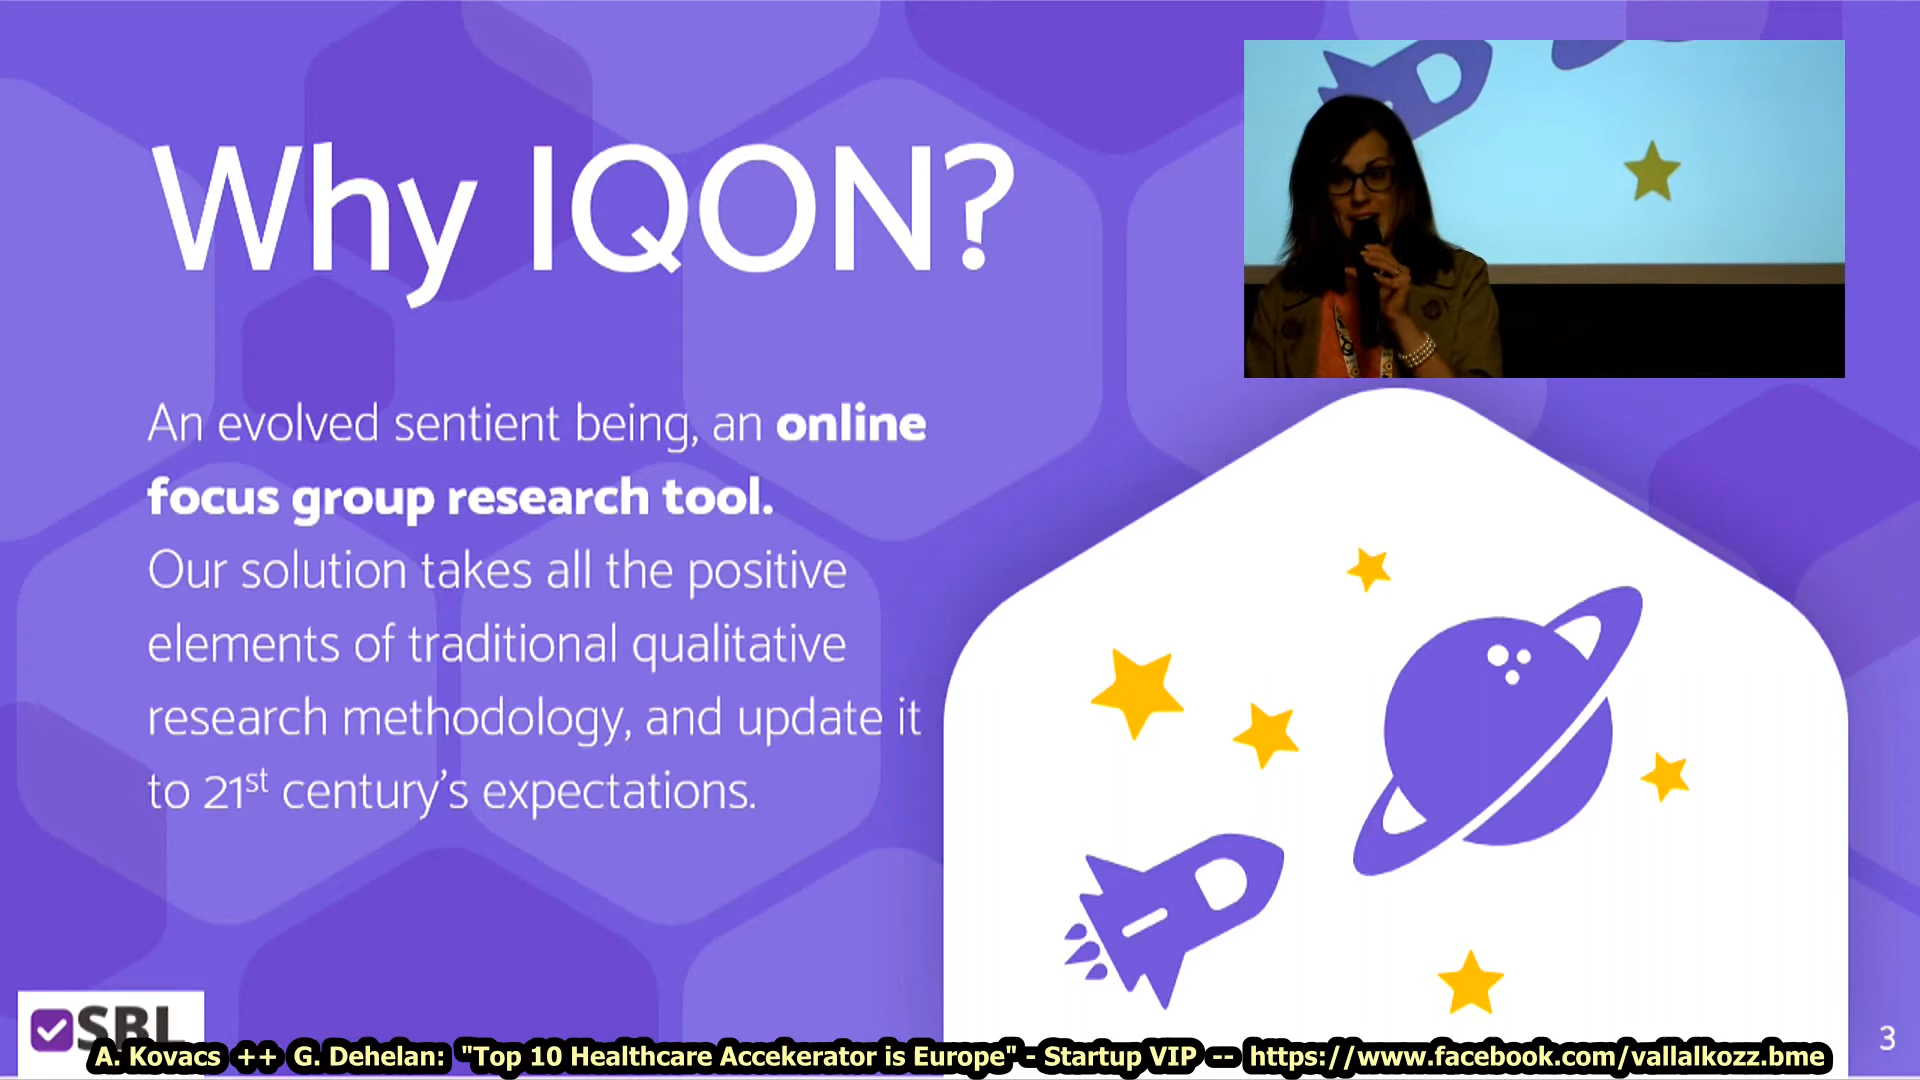 Why IQON?
An evolved sentient being, an online
focus group research tool.
Our solution takes all the positive
elements of traditional qualitative
research methodology, and update it
to 21st century's expectations.
SBL
3
A. Kovacs ++ G. Dehelan: "Top 10 Healthcare Accekerator is Europe" - Startup VIP -- https://www.facebook.com/vallalkozz.bme